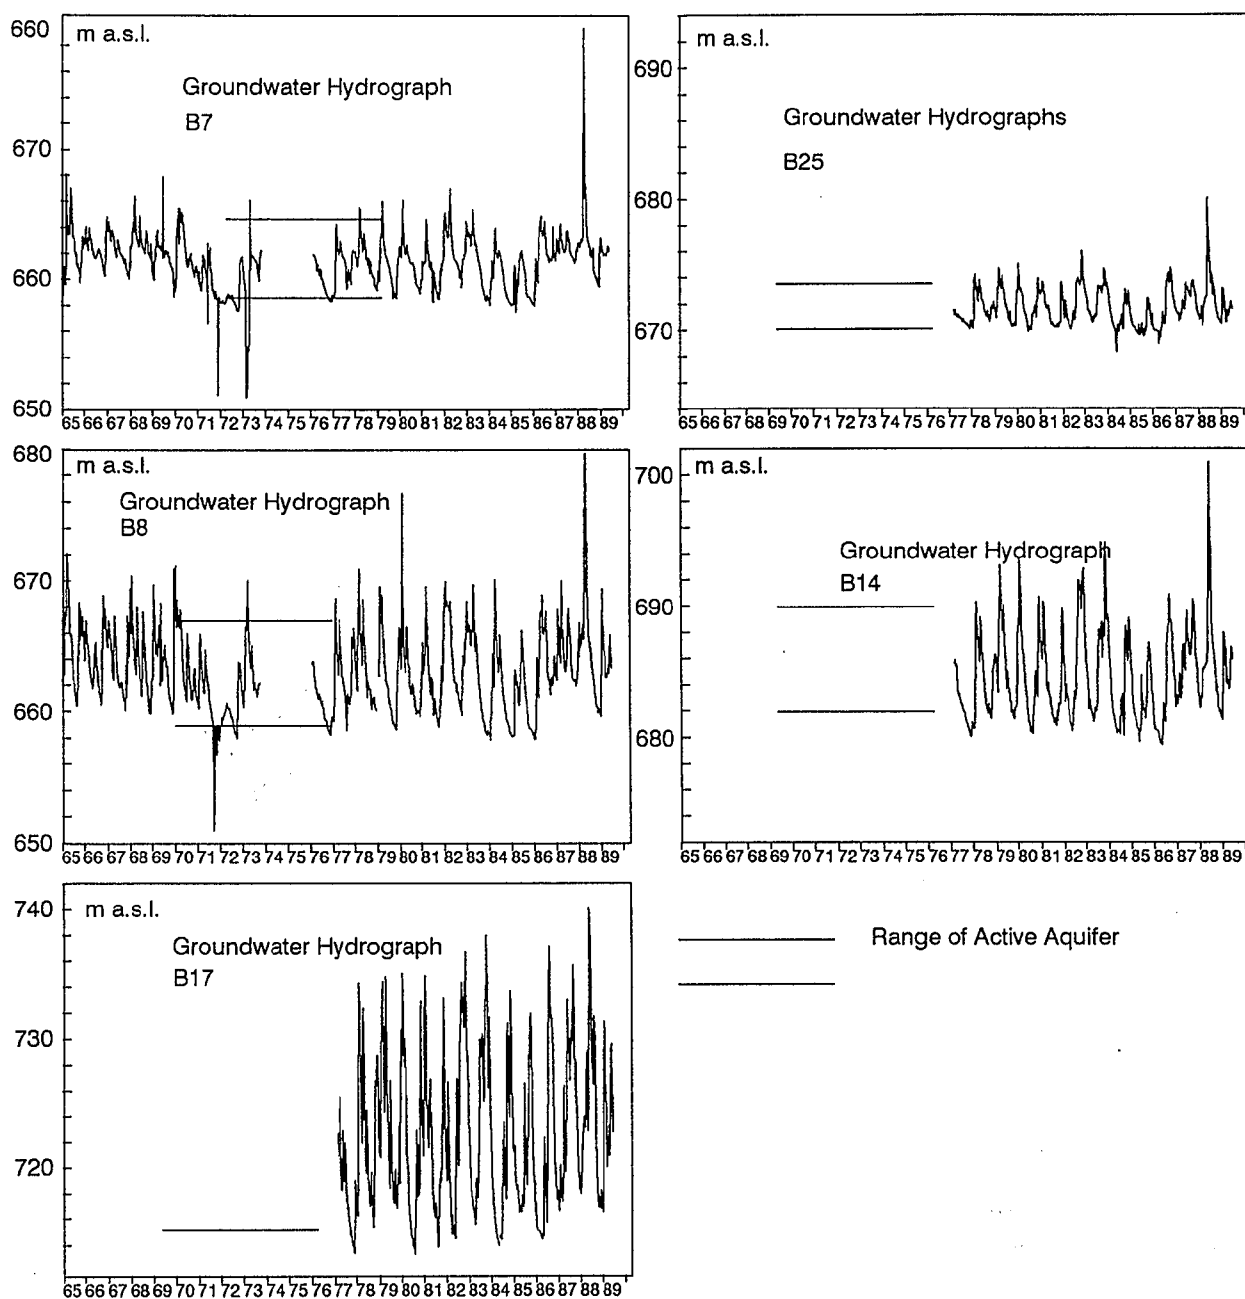 660
m a.s.l.
Groundwater Hydrograph
B7
670
660
650
65 66 67 68 69 70 71 72 73 74 75 76 77 78 79 80 81 82 83 84 85 86 87 88 89
690
m a.s.l.
Groundwater Hydrographs
B25
680
670
65 66 67 68 69 70 71 72 73 74 75 76 77 78 79 80 81 82 83 84 85 86 87 88 89
680
m a.s.l.
Groundwater Hydrograph
B8
670
660
650
65 66 67 68 69 70 71 72 73 74 75 76 77 78 79 80 81 82 83 84 85 86 87 88 89
700
m a.s.l.
Groundwater Hydrograph
B14
690
680
65 66 67 68 69 70 71 72 73 74 75 76 77 78 79 80 81 82 83 84 85 86 87 88 89
740
m a.s.l.
Groundwater Hydrograph
B17
730
720
65 66 67 68 69 70 71 72 73 74 75 76 77 78 79 80 81 82 83 84 85 86 87 88 89
Range of Active Aquifer